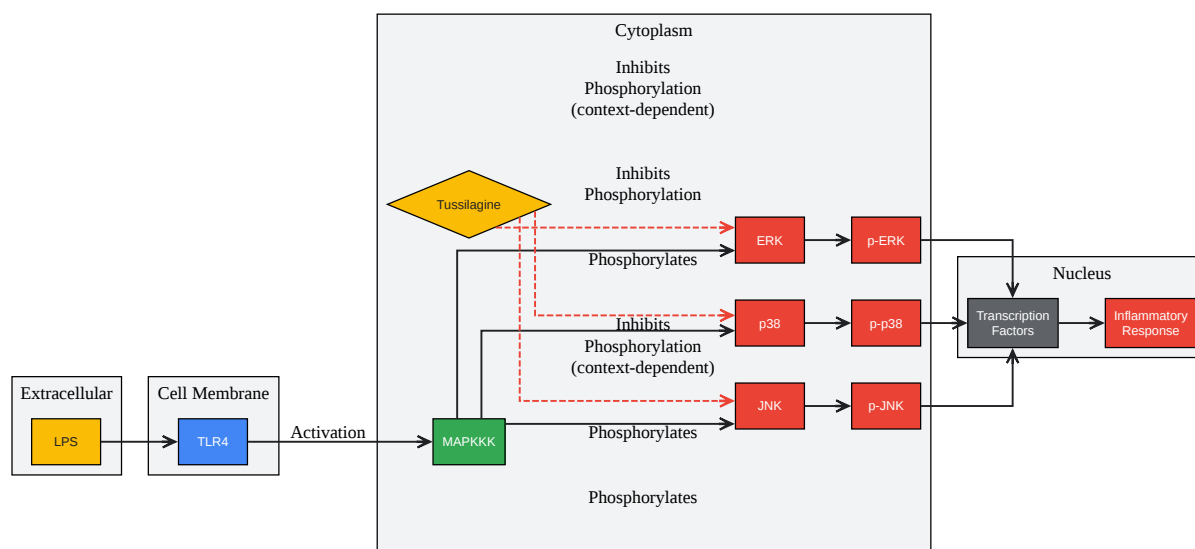 Cytoplasm
Inhibits
Phosphorylation
(context-dependent)
Inhibits
Phosphorylation
Tussilagine
ERK
p-ERK
Phosphorylates
Nucleus
p38
p-p38
Transcription
Factors
Inflammatory
Response
Inhibits
Phosphorylation
(context-dependent)
Extracellular
Cell Membrane
JNK
p-JNK
LPS
TLR4
Activation
MAPKKK
Phosphorylates
Phosphorylates